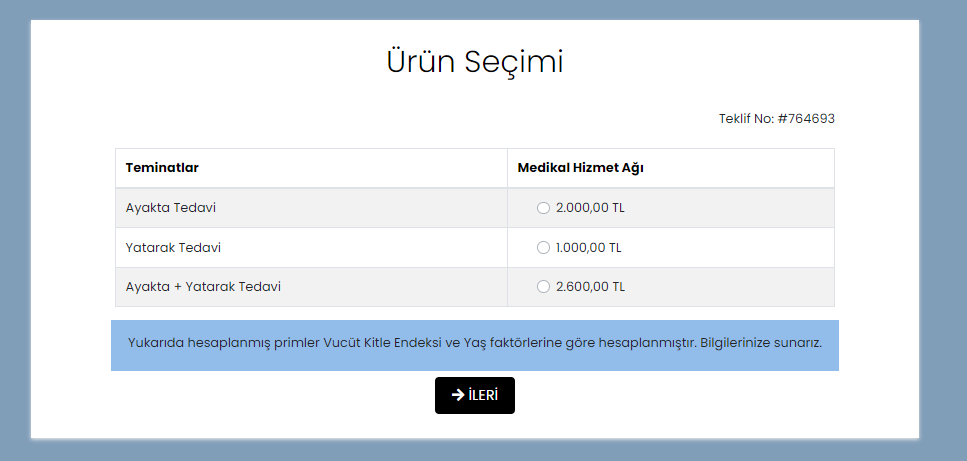 Ürün Seçimi
Teklif No: #764693
Teminatlar Medikal Hizmet Ağı
Ayakta Tedavi 2.000,00 TL
Yatarak Tedavi 1.000,00 TL
Ayakta + Yatarak Tedavi 2.600,00 TL
Yukarıda hesaplanmış primler Vucüt Kitle Endeksi ve Yaş faktörlerine göre hesaplanmıştır. Bilgilerinize sunarız.
İLERİ